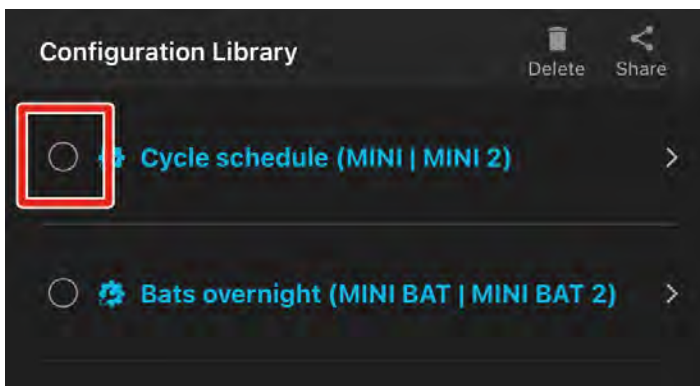 Configuration Library
Delete Share
Cycle schedule (MINI | MINI 2)
Bats overnight (MINI BAT | MINI BAT 2)